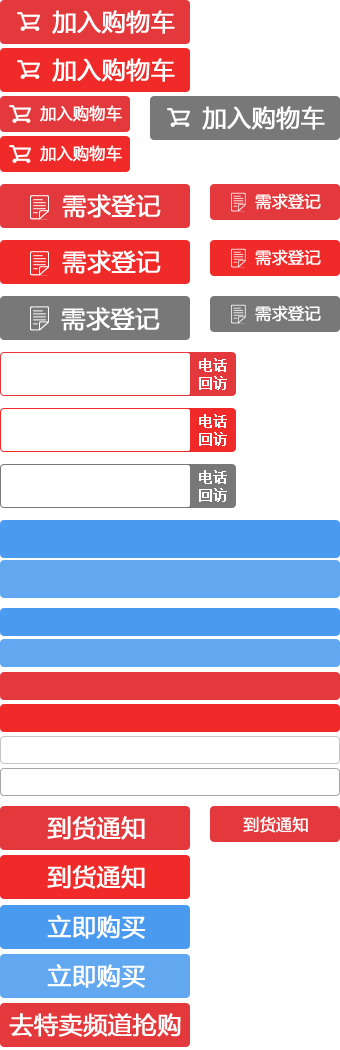 加入购物车
加入购物车
加入购物车
加入购物车
加入购物车
需求登记
需求登记
需求登记
需求登记
需求登记
需求登记
电话
回访
电话
回访
电话
回访
到货通知
到货通知
到货通知
立即购买
立即购买
去特卖频道抢购